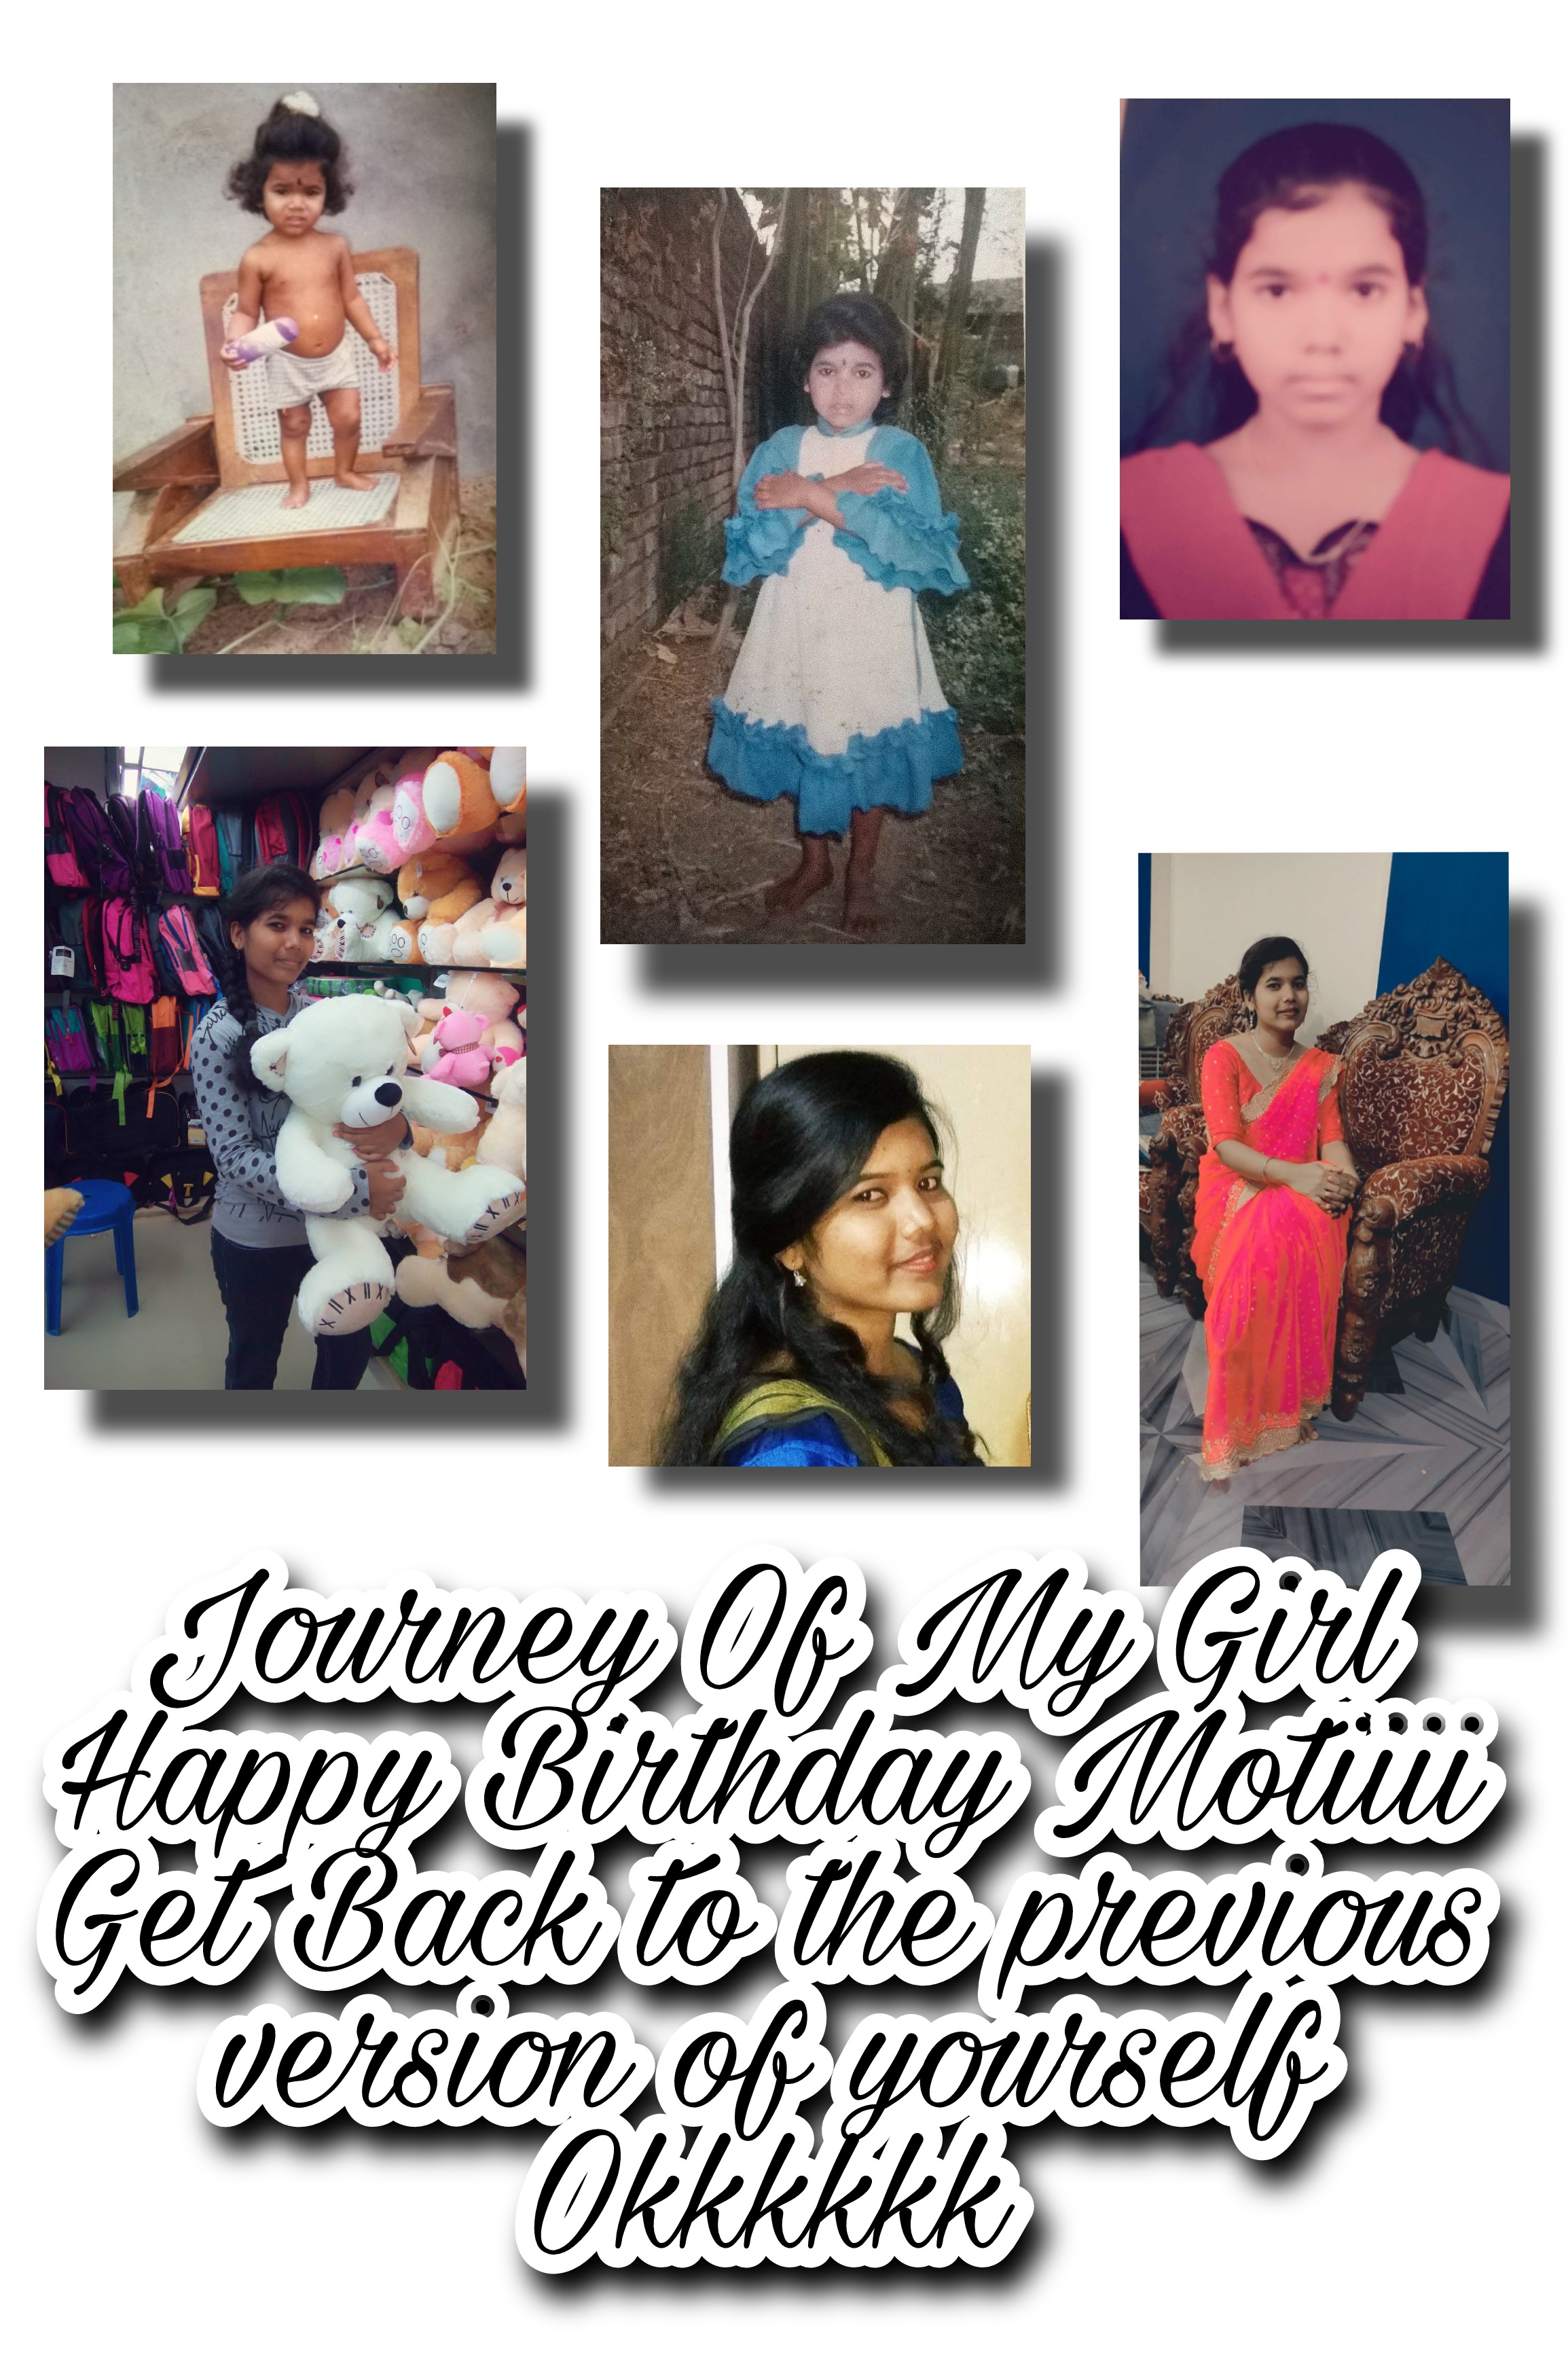 Journey Of My Girl
Happy Birthday Motiiii
Get Back to the previous
version of yourself
Okkkkkk